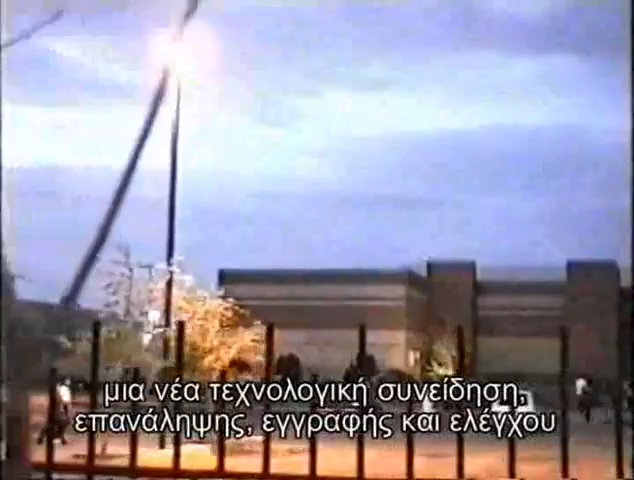 μια νέα τεχνολογική συνείδηση,
επανάληψης, εγγραφής και ελέγχου